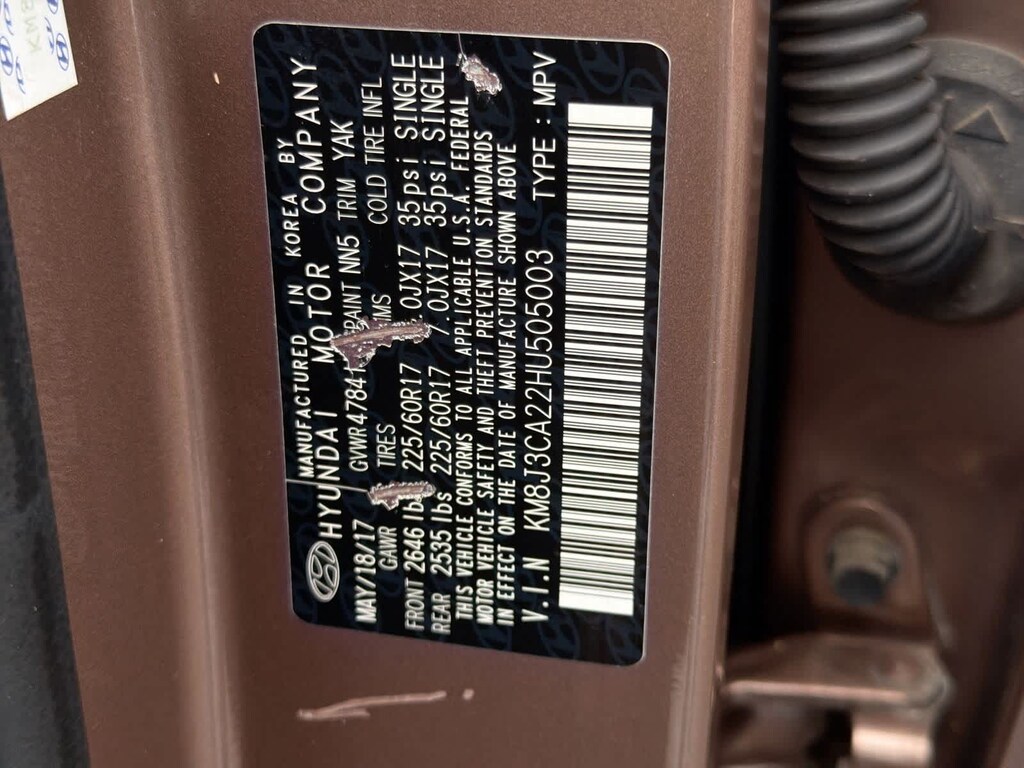 MANUFACTURED IN KOREA BY
HYUNDAI MOTOR COMPANY
MAY/18/17 GVWR4784 PAINT NN5 TRIM YAK
GAWR TIRES COLD TIRE INFL
FRONT 2646 lbs 225/60R17 .0JX17 35psi SINGLE
REAR 2535 lbs 225/60R17 7.0JX17 35psi SINGLE
THIS VEHICLE CONFORMS TO ALL APPLICABLE U.S.A. FEDERAL
MOTOR VEHICLE SAFETY AND THEFT PREVENTION STANDARDS
IN EFFECT ON THE DATE OF MANUFACTURE SHOWN ABOVE
V.I.N KM8J3CA22HU505003 TYPE : MPV